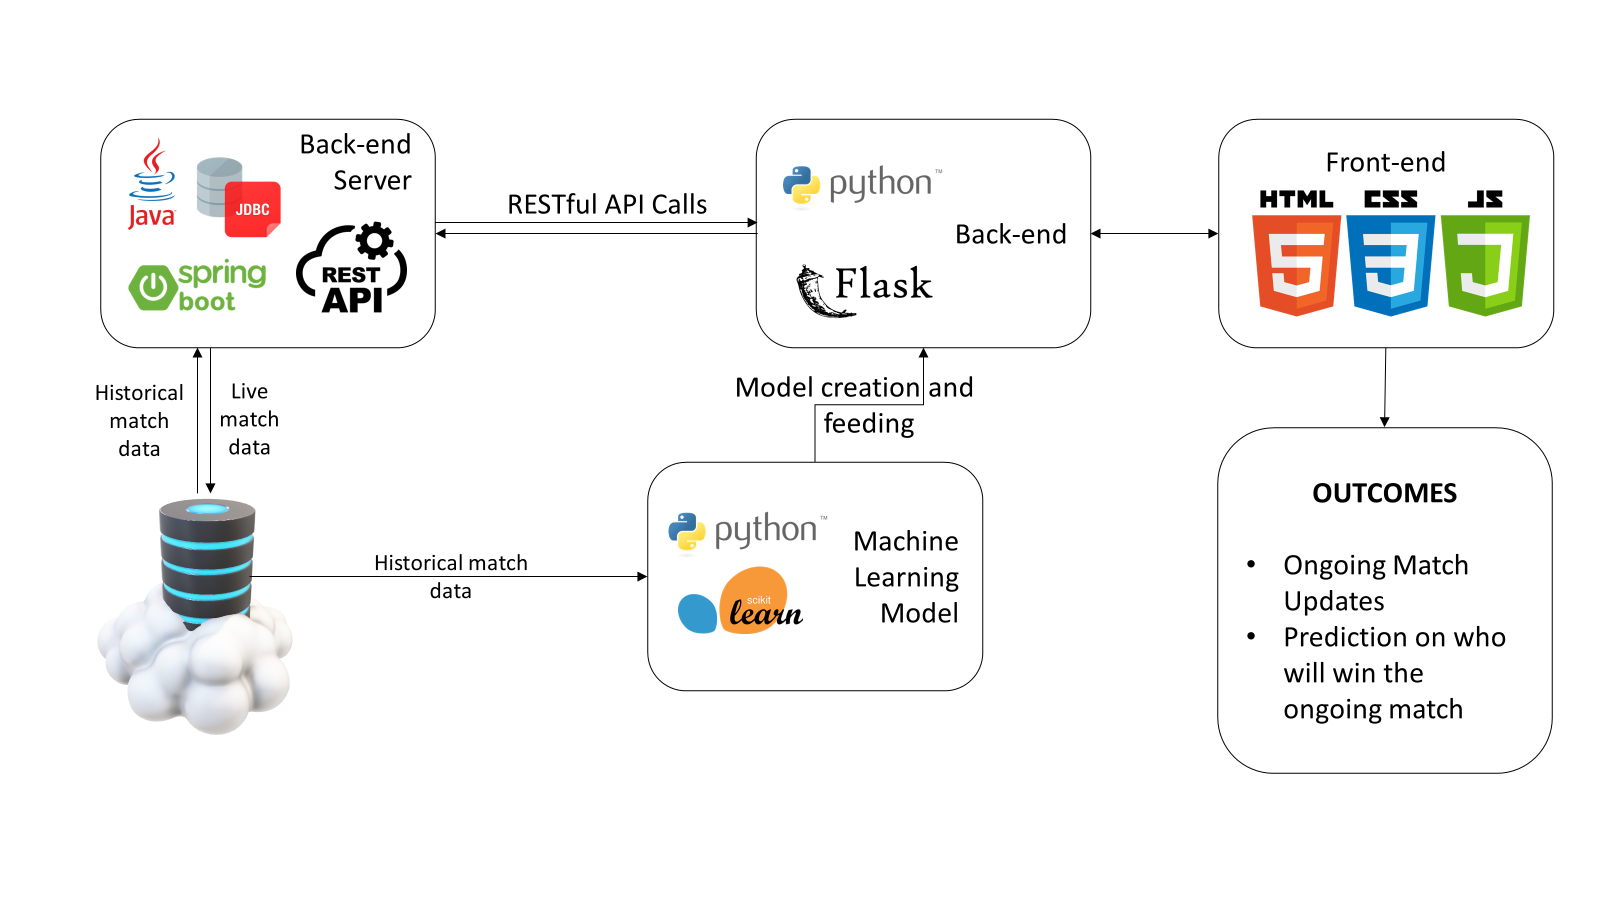 Back-end
Server
Java
JDBC
spring
boot
REST
API
RESTful API Calls
python™
Back-end
Flask
Front-end
HTML CSS JS
5 3 J
Historical
match
data
Live
match
data
Model creation and
feeding
Historical match
data
python™
scikit
learn
Machine
Learning
Model
OUTCOMES
• Ongoing Match
Updates
• Prediction on who
will win the
ongoing match